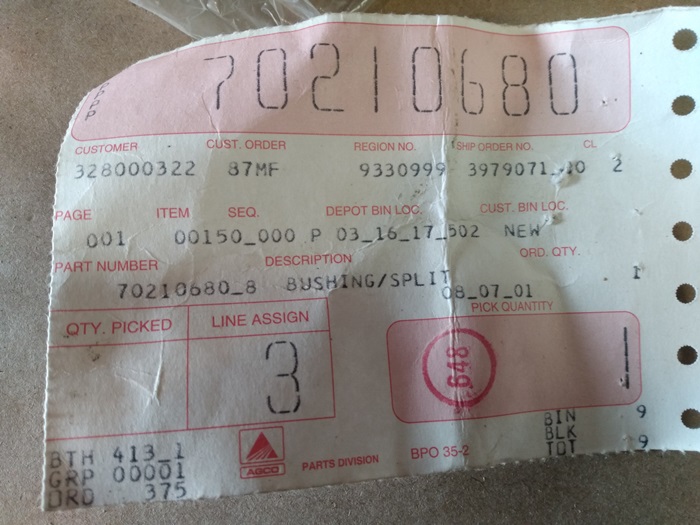 70210680
P
CUSTOMER CUST. ORDER REGION NO. SHIP ORDER NO. CL
328000322 87MF 9330999 3979071 2
PAGE ITEM SEQ. DEPOT BIN LOC. CUST. BIN LOC.
001 00150_000 P 03_16_17_502 NEW
PART NUMBER DESCRIPTION ORD. QTY.
70210680_8 BUSHING/SPLIT 1
08_07_01
QTY. PICKED LINE ASSIGN PICK QUANTITY
3 648 1
BIN 9
BLK
TOT 9
BTH 413_1
GRP 00001
ORD 375
AGCO PARTS DIVISION BPO 35-2